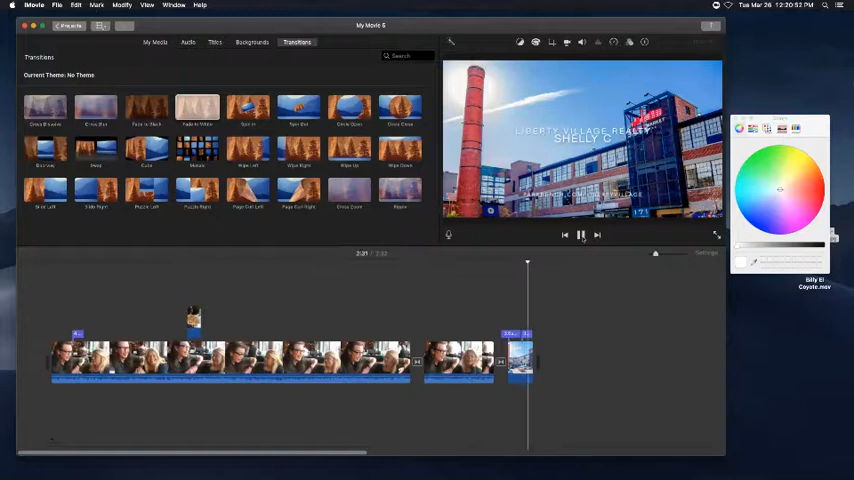 iMovie File Edit Mark Modify View Window Help
Tue Mar 26 12:20:52 PM
Projects
My Movie 5
My Media Audio Titles Backgrounds Transitions
Search
Current Theme: No Theme
Cross Dissolve Cross Blur Fade to Black Fade to White Spin In Spin Out Circle Open Circle Close
Doorway Swap Cube Mosaic Wipe Left Wipe Right Wipe Up Wipe Down
Slide Left Slide Right Puzzle Left Puzzle Right Page Curl Left Page Curl Right Cross Zoom Ripple
LIBERTY VILLAGE REALTY
SHELLY C
MARKET
171
Colors
Settings
Billy El
Coyote.mov